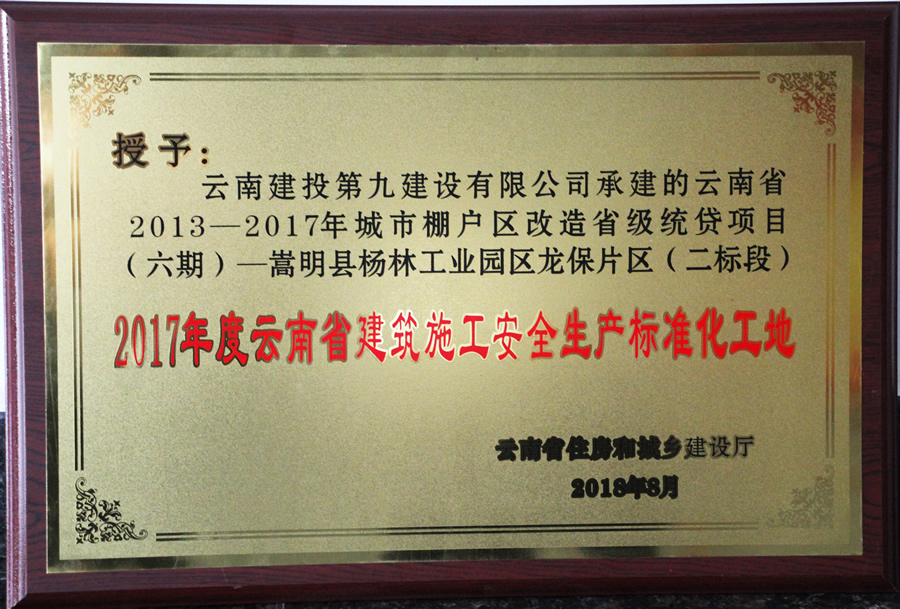 授予：
云南建投第九建设有限公司承建的云南省
2013—2017年城市棚户区改造省级统贷项目
（六期）—嵩明县杨林工业园区龙保片区（二标段）
2017年度云南省建筑施工安全生产标准化工地
云南省住房和城乡建设厅
2018年8月